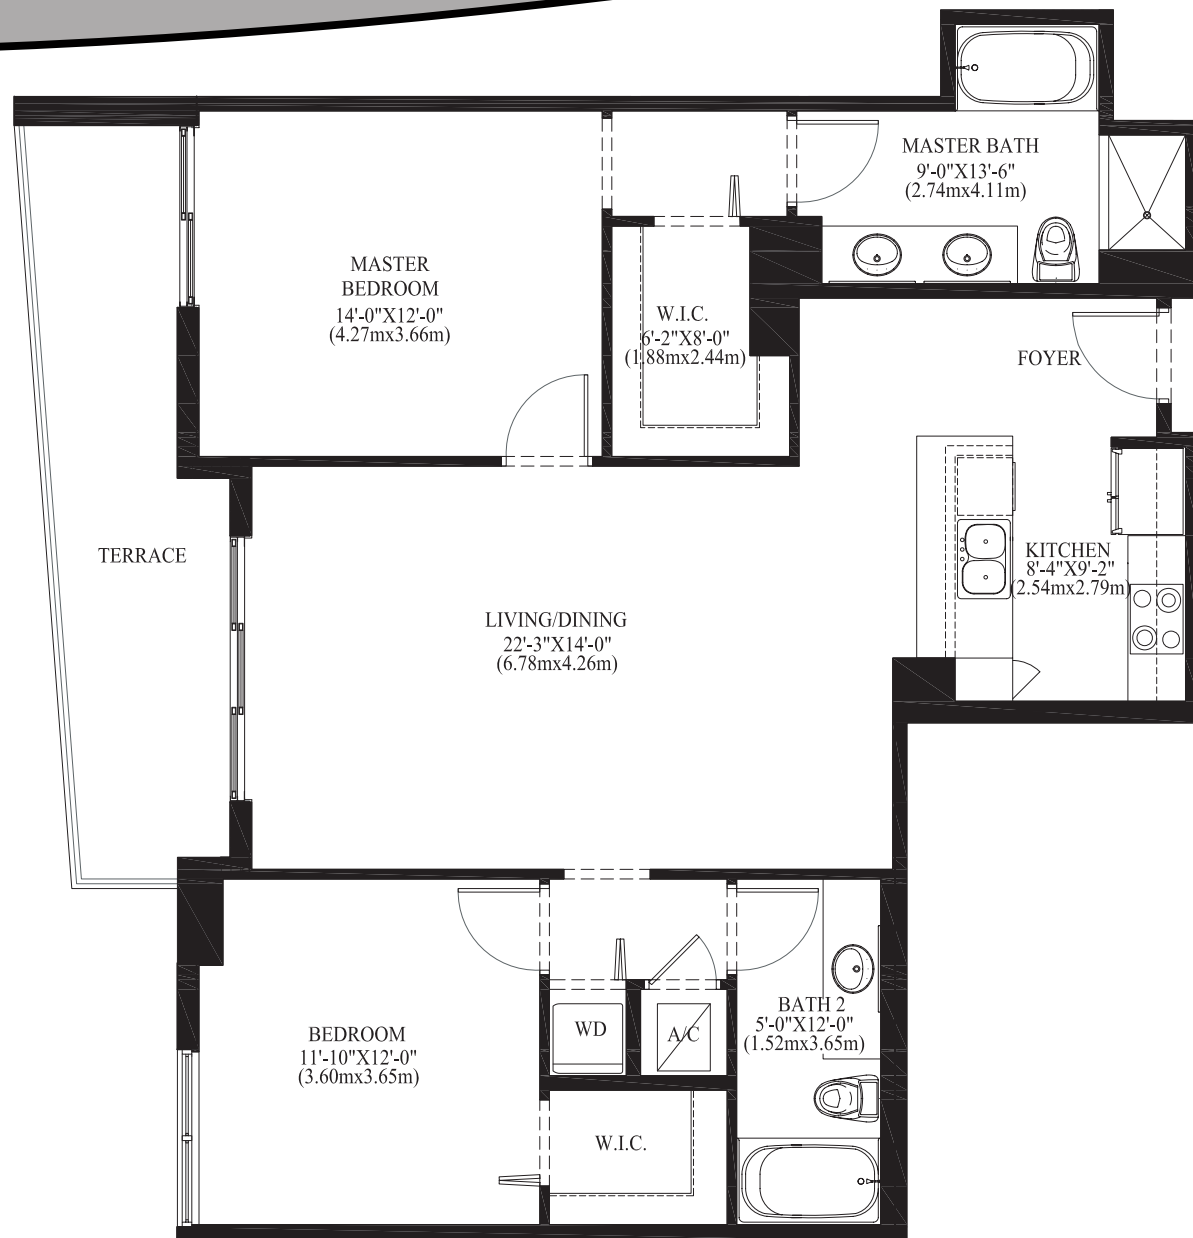 MASTER BATH
9'-0"X13'-6"
(2.74mx4.11m)
MASTER
BEDROOM
14'-0"X12'-0"
(4.27mx3.66m)
W.I.C.
6'-2"X8'-0"
(1.88mx2.44m)
FOYER
TERRACE
KITCHEN
8'-4"X9'-2"
(2.54mx2.79m)
LIVING/DINING
22'-3"X14'-0"
(6.78mx4.26m)
BEDROOM
11'-10"X12'-0"
(3.60mx3.65m)
WD
A/C
BATH 2
5'-0"X12'-0"
(1.52mx3.65m)
W.I.C.